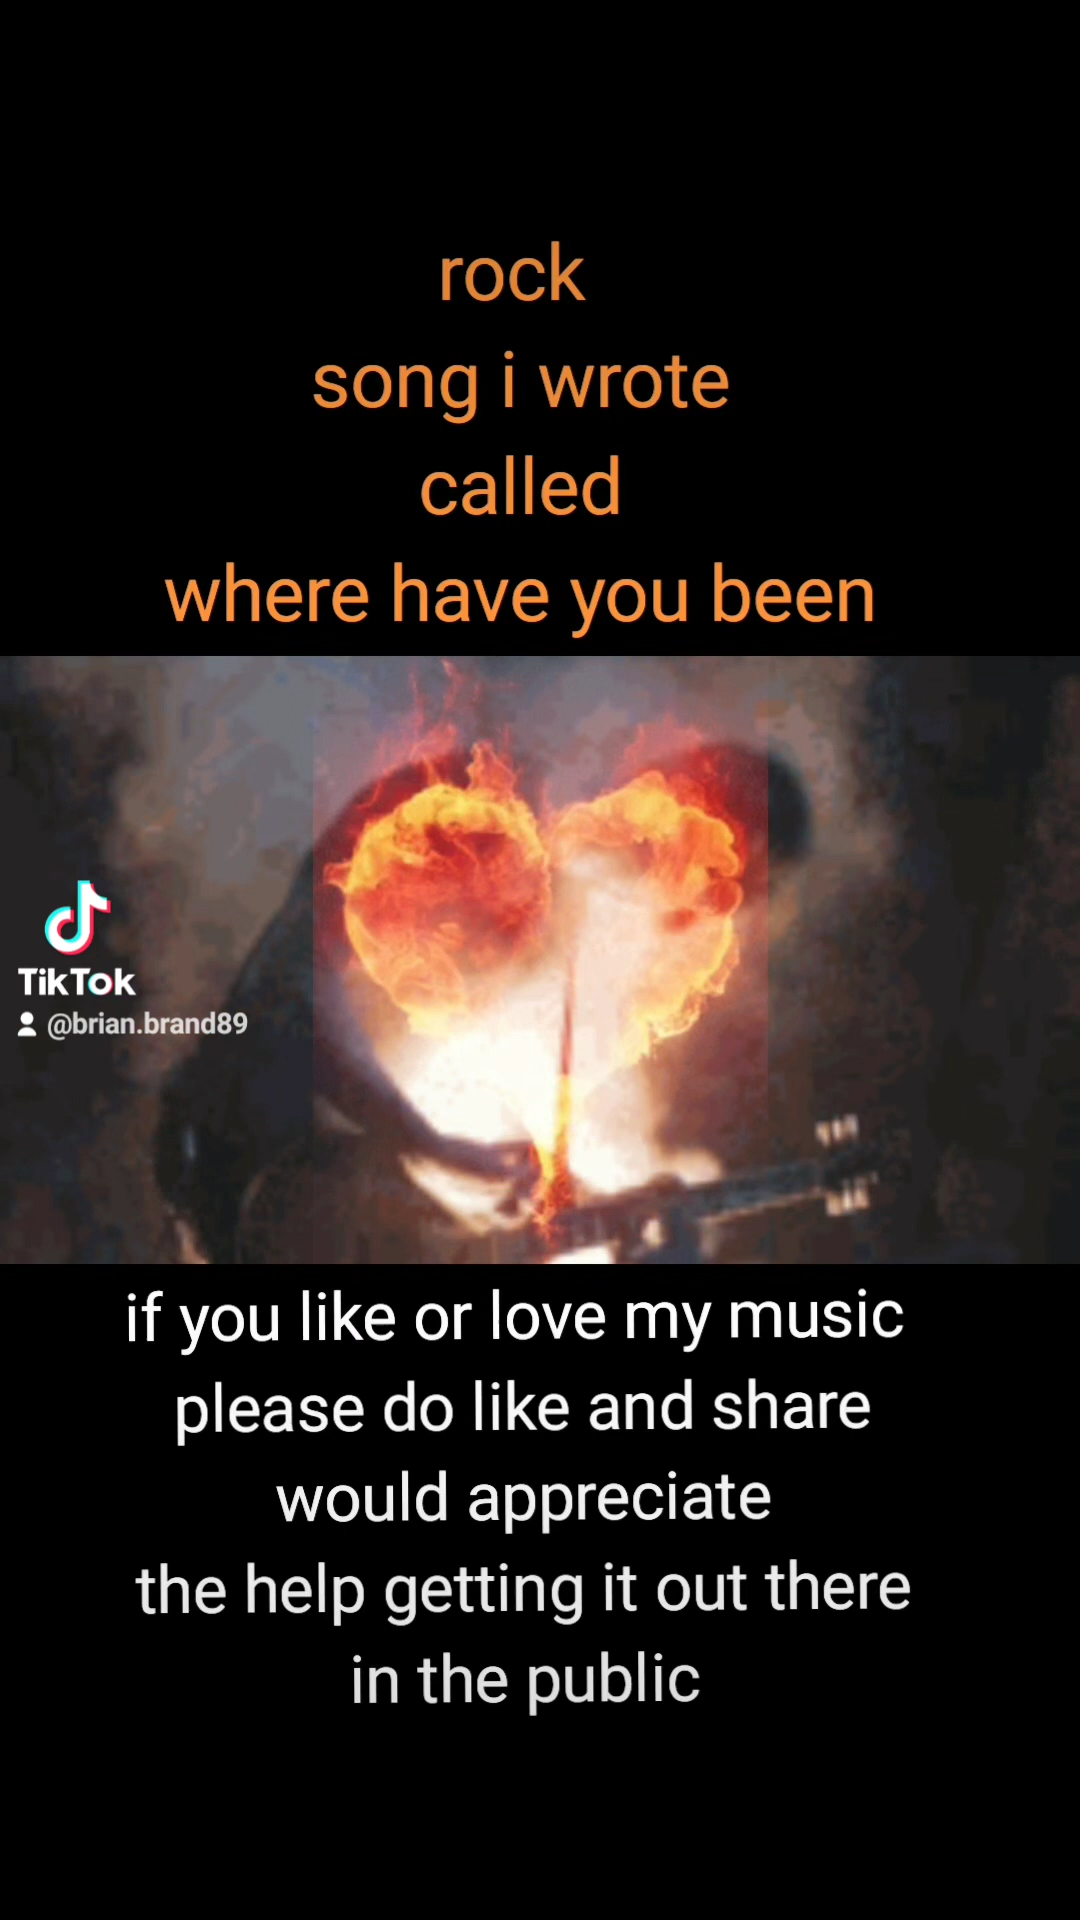 rock
song i wrote
called
where have you been
TikTok
@brian.brand89
if you like or love my music
please do like and share
would appreciate
the help getting it out there
in the public